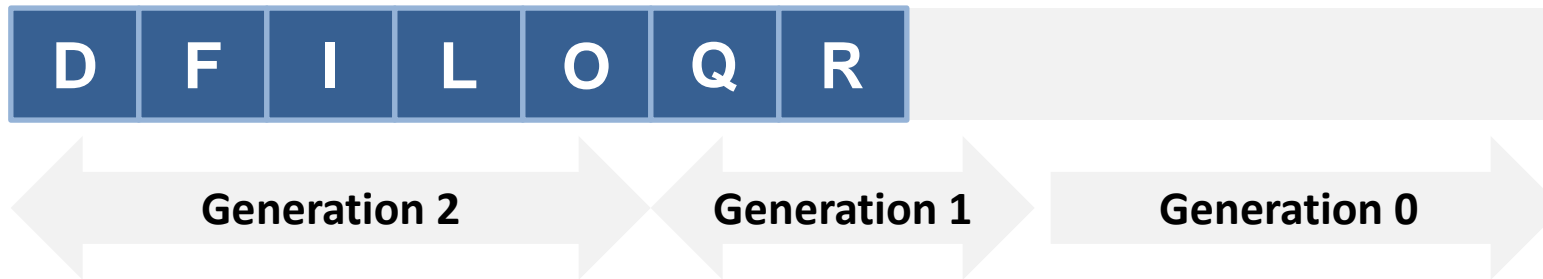 D F I L O Q R
Generation 2 Generation 1 Generation 0